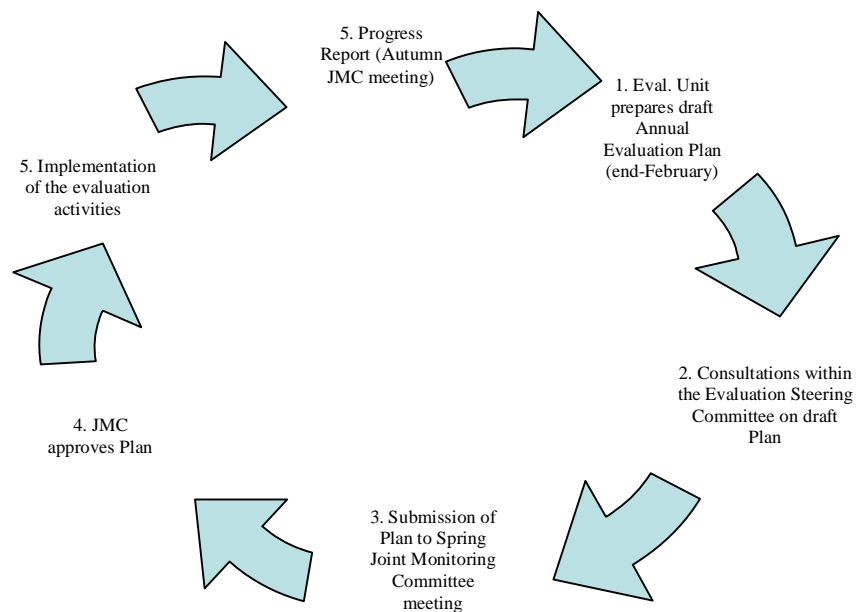 5. Progress
Report (Autumn
JMC meeting)
1. Eval. Unit
prepares draft
Annual
Evaluation Plan
(end-February)
2. Consultations within
the Evaluation Steering
Committee on draft
Plan
3. Submission of
Plan to Spring
Joint Monitoring
Committee
meeting
4. JMC
approves Plan
5. Implementation
of the evaluation
activities